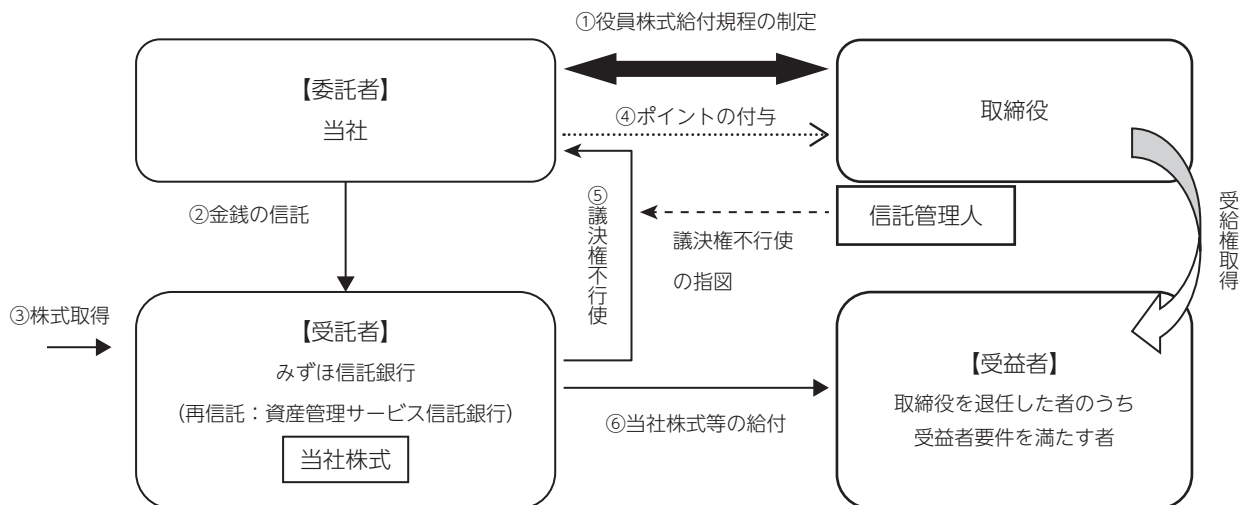 ①役員株式給付規程の制定
【委託者】
当社
④ポイントの付与
取締役
②金銭の信託
⑤議決権不行使
議決権不行使
の指図
信託管理人
受給権取得
③株式取得
【受託者】
みずほ信託銀行
(再信託：資産管理サービス信託銀行)
当社株式
⑥当社株式等の給付
【受益者】
取締役を退任した者のうち
受益者要件を満たす者